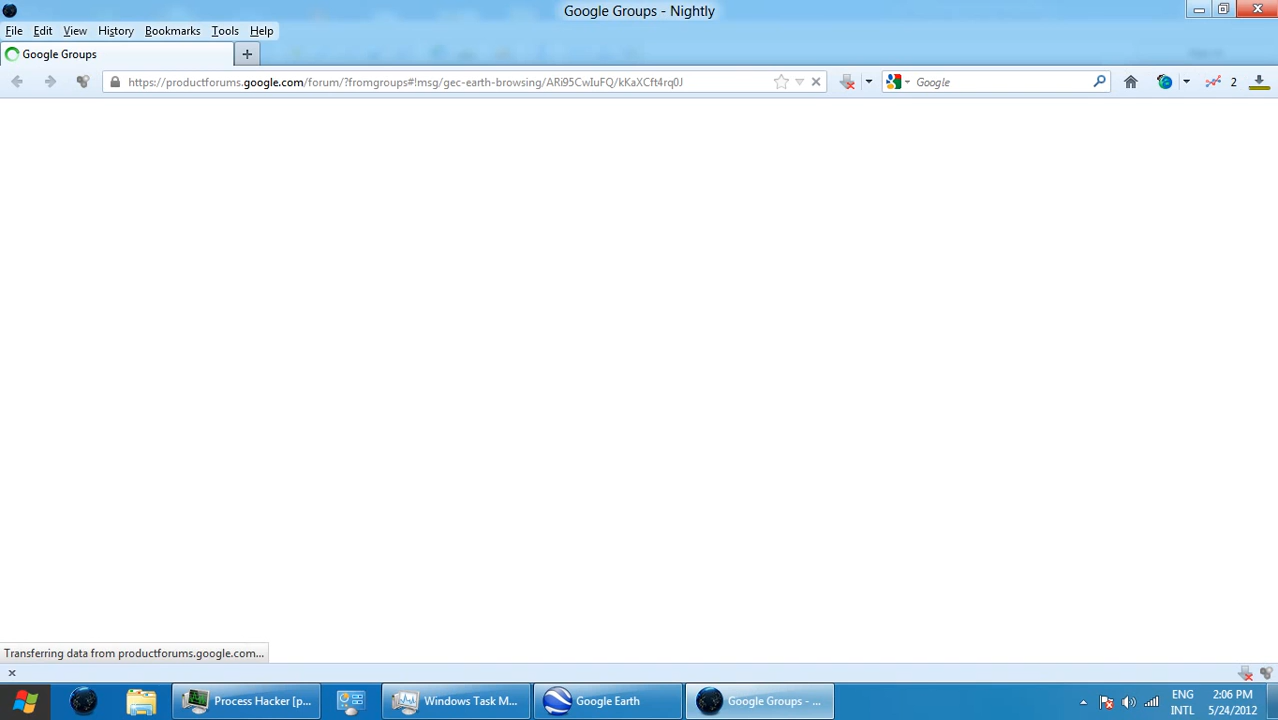 Google Groups - Nightly
File Edit View History Bookmarks Tools Help
Google Groups
https://productforums.google.com/forum/?fromgroups#!msg/gec-earth-browsing/ARi95CwIuFQ/kKaXCft4rq0J
Google
2
Transferring data from productforums.google.com...
Process Hacker [p...
Windows Task M...
Google Earth
Google Groups - ...
ENG
INTL
2:06 PM
5/24/2012